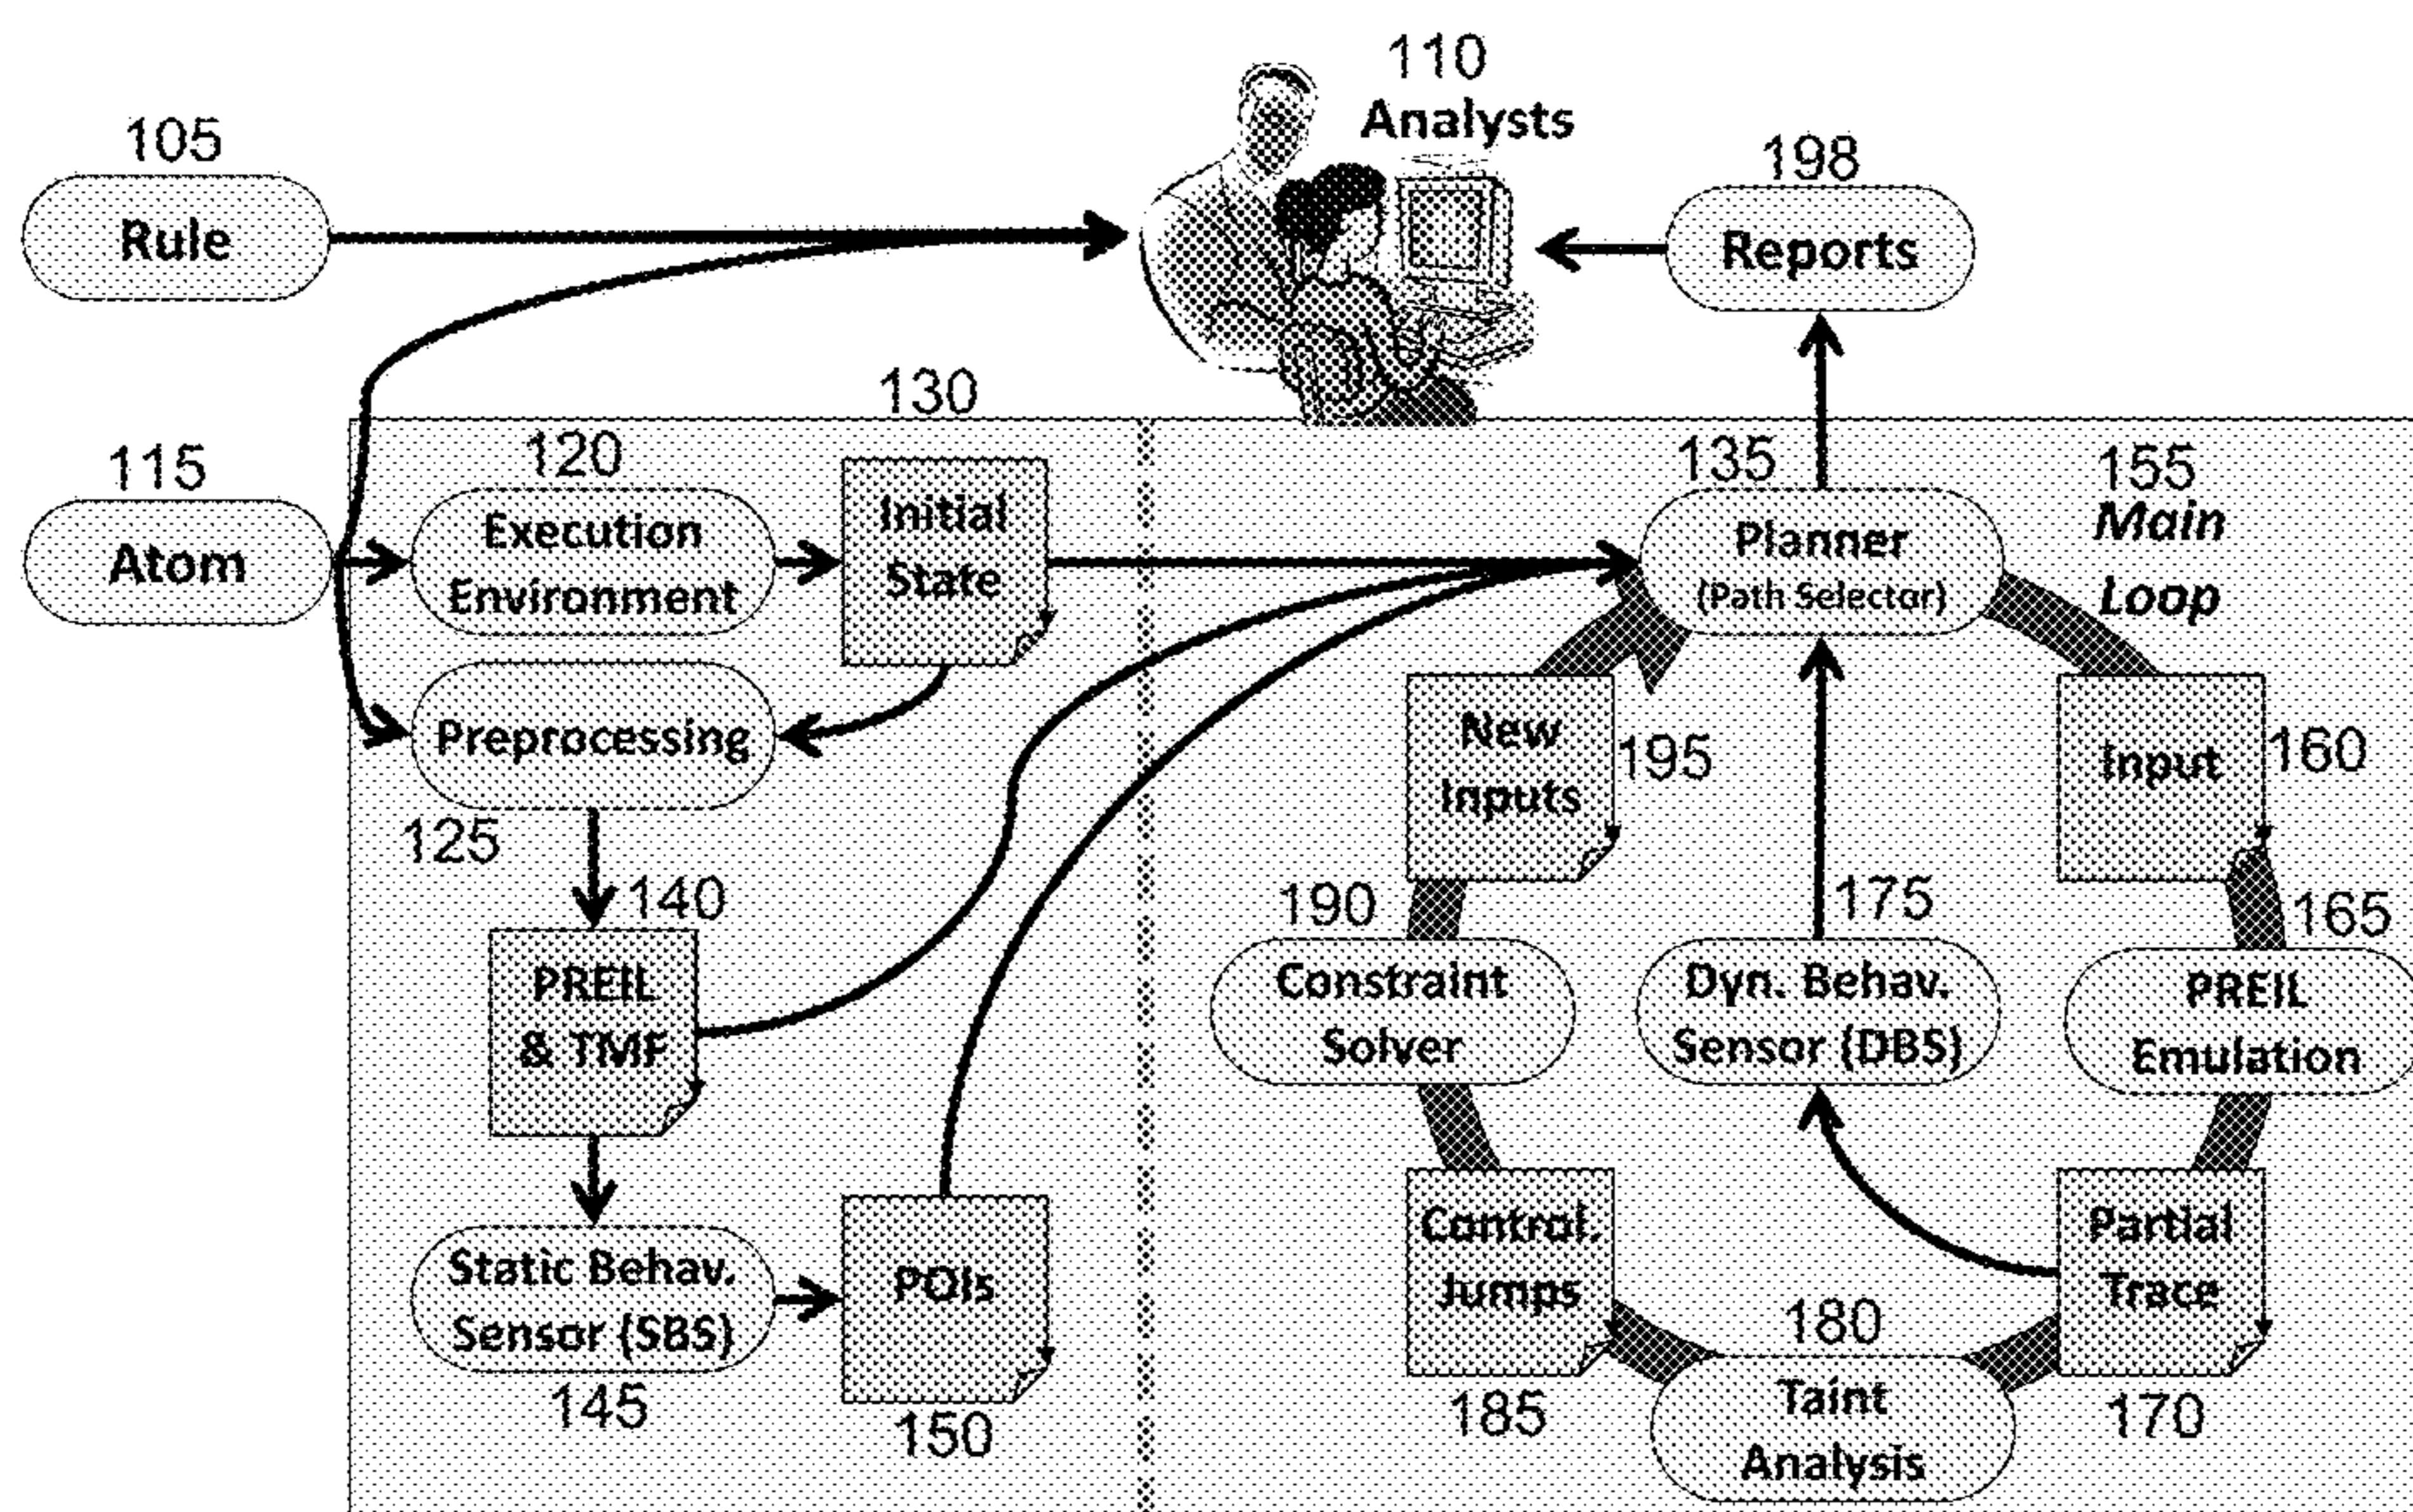 110
Analysts
105
Rule
198
Reports
130
115
Atom
120
Execution
Environment
Initial
State
135
Planner
(Path Selector)
155
Main
Loop
Preprocessing
125
New
Inputs
195
Input
160
140
PREIL
& TMF
190
Constraint
Solver
175
Dyn. Behav.
Sensor (DBS)
165
PREIL
Emulation
Static Behav.
Sensor (SBS)
145
POIs
150
Control.
Jumps
185
180
Taint
Analysis
Partial
Trace
170